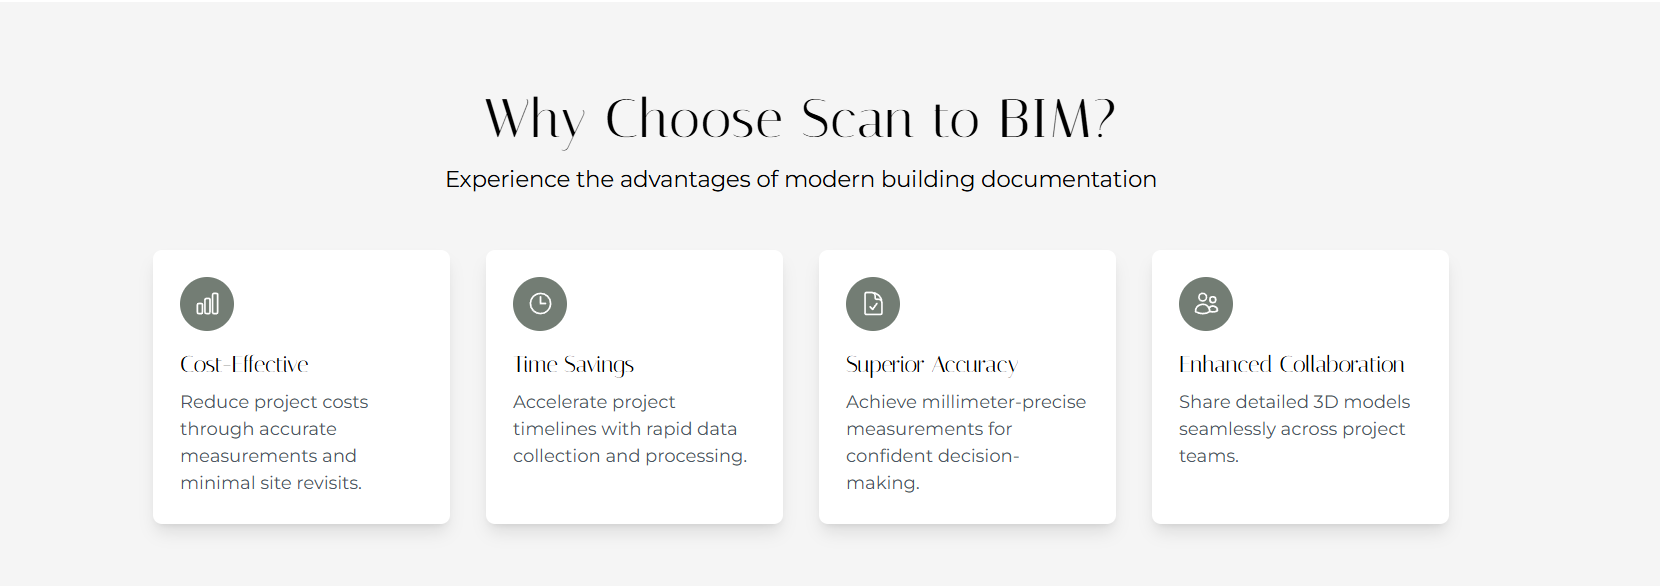 Why Choose Scan to BIM?
Experience the advantages of modern building documentation
Cost-Effective
Reduce project costs
through accurate
measurements and
minimal site revisits.
Time Savings
Accelerate project
timelines with rapid data
collection and processing.
Superior Accuracy
Achieve millimeter-precise
measurements for
confident decision-
making.
Enhanced Collaboration
Share detailed 3D models
seamlessly across project
teams.